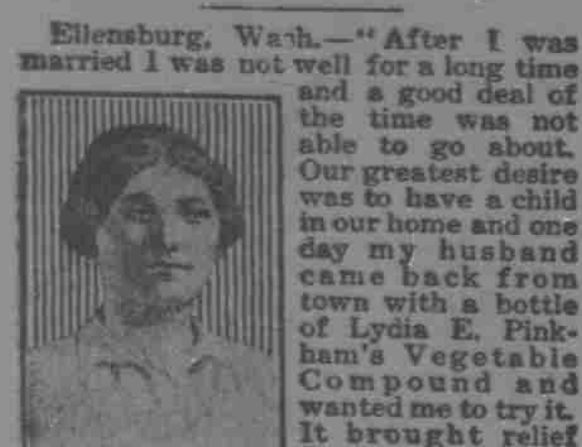 Ellensburg, Wash.—"After I was
married I was not well for a long time
and a good deal of
the time was not
able to go about.
Our greatest desire
was to have a child
in our home and one
day my husband
came back from
town with a bottle
of Lydia E. Pink-
ham's Vegetable
Compound and
wanted me to try it.
It brought relief